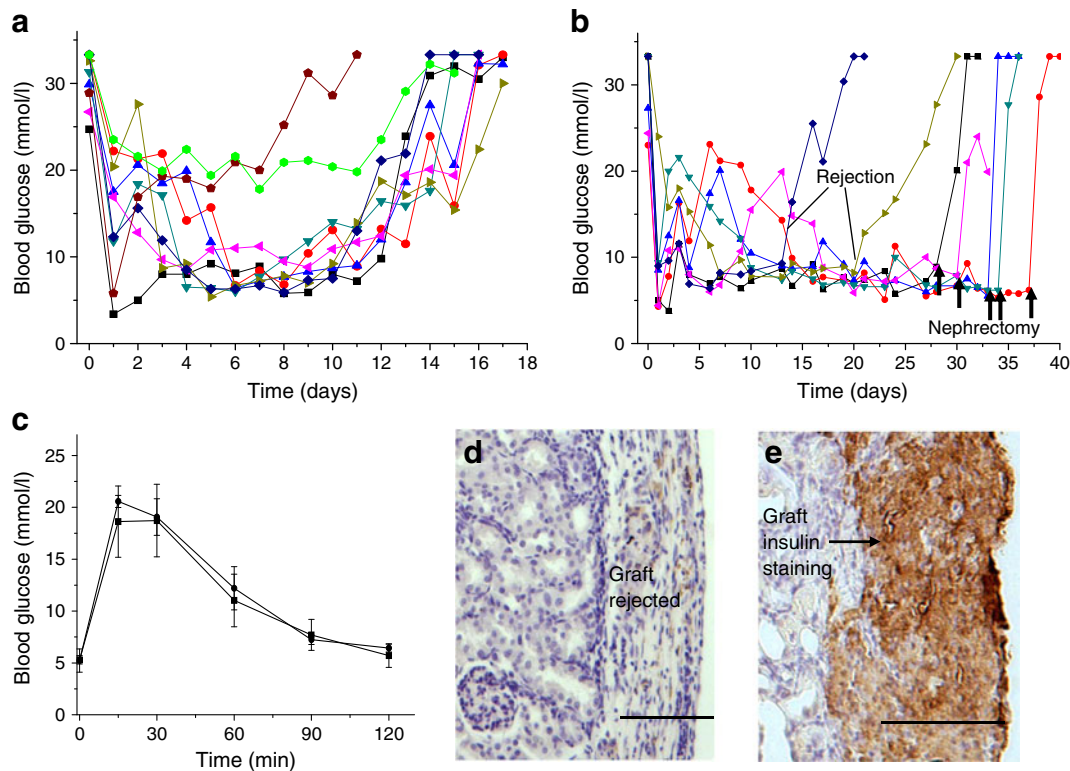 a
Blood glucose (mmol/l)
30
20
10
0
0 2 4 6 8 10 12 14 16 18
Time (days)
b
Blood glucose (mmol/l)
30
20
10
0
Rejection
Nephrectomy
0 5 10 15 20 25 30 35 40
Time (days)
c
Blood glucose (mmol/l)
25
20
15
10
5
0
0 30 60 90 120
Time (min)
d
Graft
rejected
e
Graft
insulin
staining